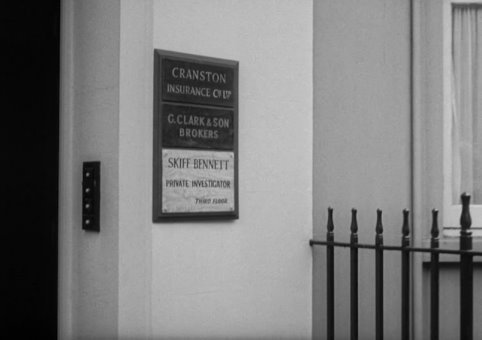 CRANSTON
INSURANCE Co. LTD
G. CLARK & SON
BROKERS
SKIFF BENNETT
PRIVATE INVESTIGATOR
THIRD FLOOR